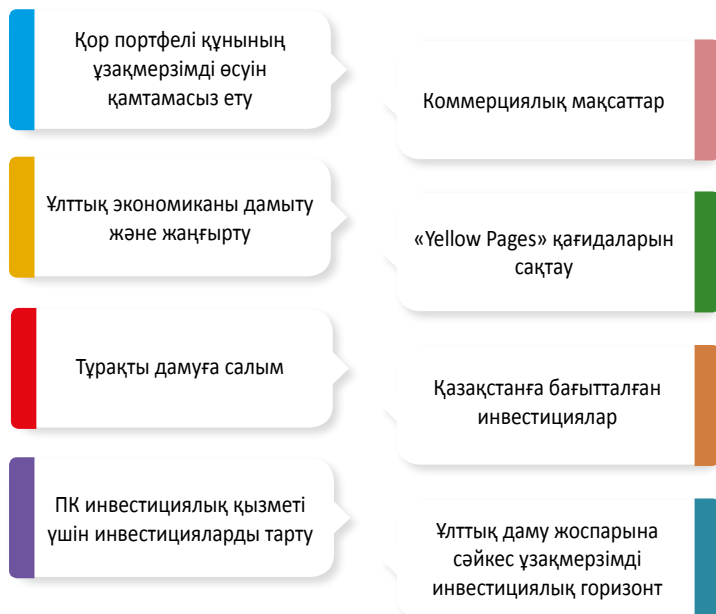 Қор портфелі құнының
ұзақмерзімді өсуін
қамтамасыз ету
Коммерциялық мақсаттар
Ұлттық экономиканы дамыту
және жаңғырту
«Yellow Pages» қағидаларын
сақтау
Тұрақты дамуға салым
Қазақстанға бағытталған
инвестициялар
ПК инвестициялық қызметі
үшін инвестицияларды тарту
Ұлттық даму жоспарына
сәйкес ұзақмерзімді
инвестициялық горизонт